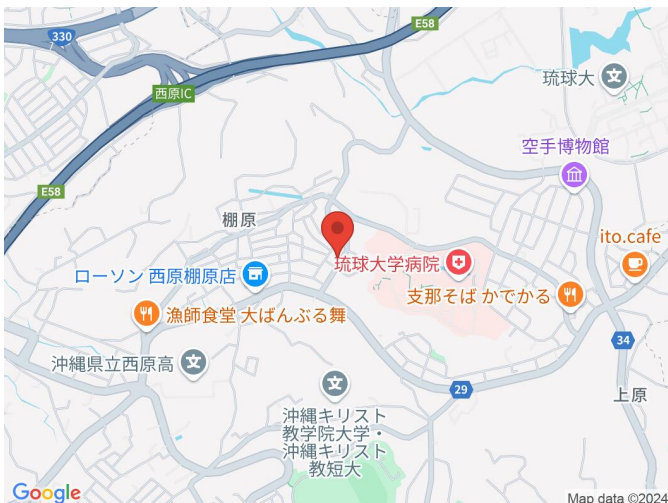 E58
330
西原IC
琉球大
空手博物館
E58
棚原
ito.cafe
琉球大学病院
ローソン 西原棚原店
支那そば かでかる
漁師食堂 大ばんぶる舞
34
沖縄県立西原高
29
上原
沖縄キリスト
教学院大学・
沖縄キリスト
教短大
Google
Map data ©2024